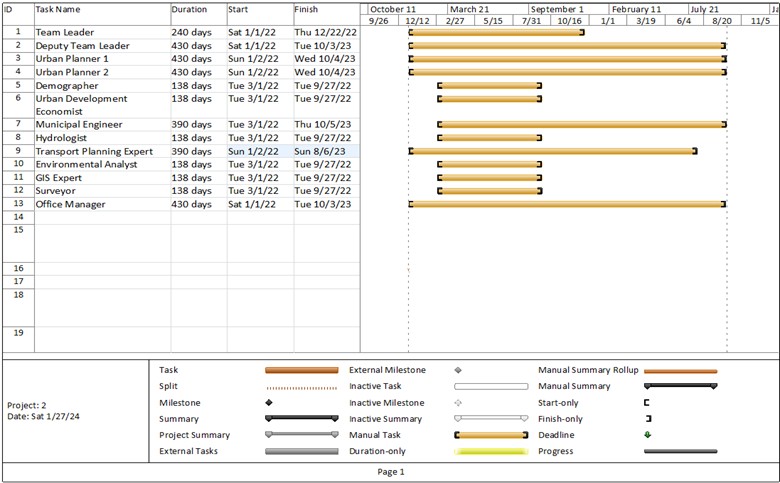 ID Task Name Duration Start Finish October 11 March 21 September 1 February 11 July 21 Ja
9/26 12/12 2/27 5/15 7/31 10/16 1/1 3/19 6/4 8/20 11/5
1 Team Leader 240 days Sat 1/1/22 Thu 12/22/22
2 Deputy Team Leader 430 days Sat 1/1/22 Tue 10/3/23
3 Urban Planner 1 430 days Sun 1/2/22 Wed 10/4/23
4 Urban Planner 2 430 days Sun 1/2/22 Wed 10/4/23
5 Demographer 138 days Tue 3/1/22 Tue 9/27/22
6 Urban Development 138 days Tue 3/1/22 Tue 9/27/22
Economist
7 Municipal Engineer 390 days Tue 3/1/22 Thu 10/5/23
8 Hydrologist 138 days Tue 3/1/22 Tue 9/27/22
9 Transport Planning Expert 390 days Sun 1/2/22 Sun 8/6/23
10 Environmental Analyst 138 days Tue 3/1/22 Tue 9/27/22
11 GIS Expert 138 days Tue 3/1/22 Tue 9/27/22
12 Surveyor 138 days Tue 3/1/22 Tue 9/27/22
13 Office Manager 430 days Sat 1/1/22 Tue 10/3/23
14
15
16
17
18
19
Project: 2
Date: Sat 1/27/24
Task External Milestone Manual Summary Rollup
Split Inactive Task Manual Summary
Milestone Inactive Milestone Start-only
Summary Inactive Summary Finish-only
Project Summary Manual Task Deadline
External Tasks Duration-only Progress
Page 1